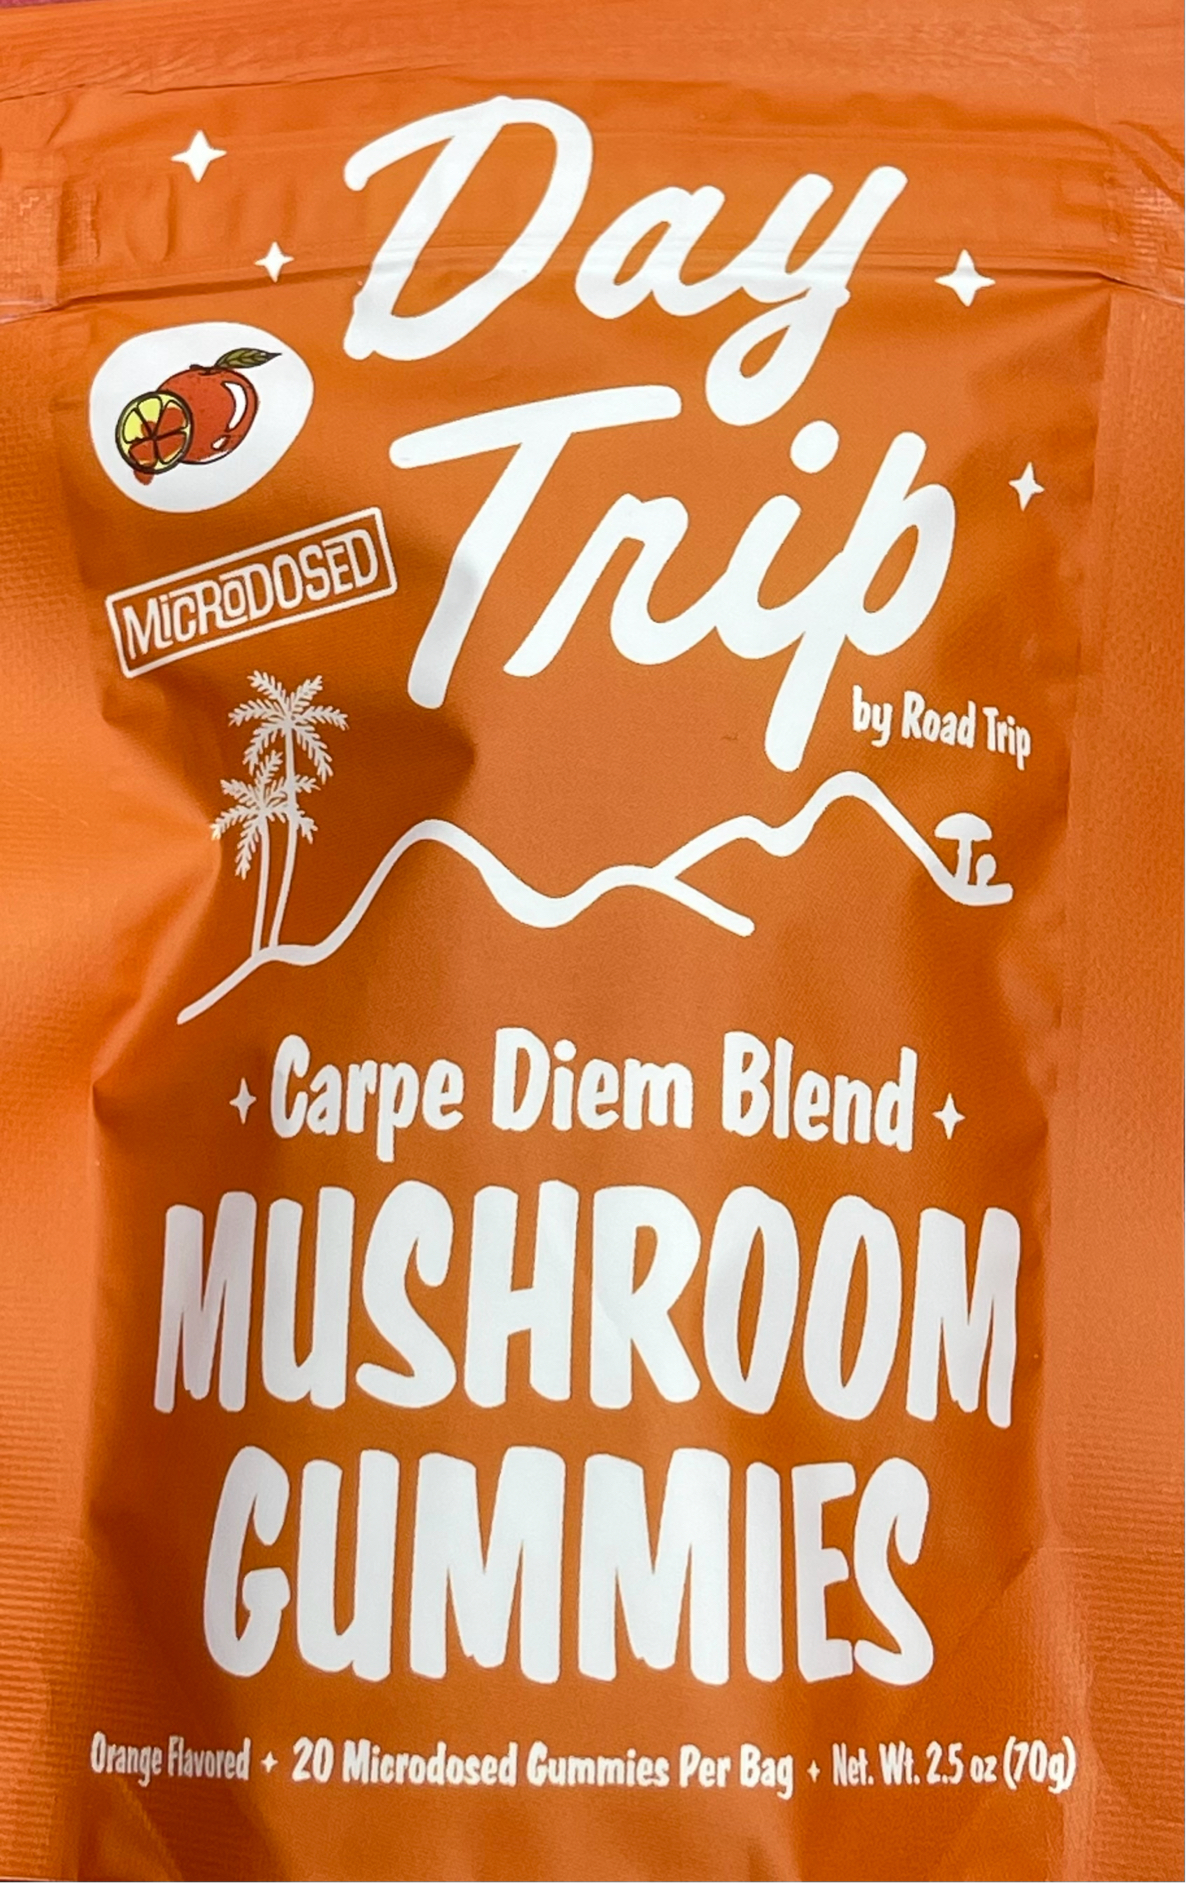 Day
Trip
MiCRODOSED
by Road Trip
Carpe Diem Blend
MUSHROOM
GUMMIES
Orange Flavored + 20 Microdosed Gummies Per Bag + Net. Wt. 2.5 oz (70g)